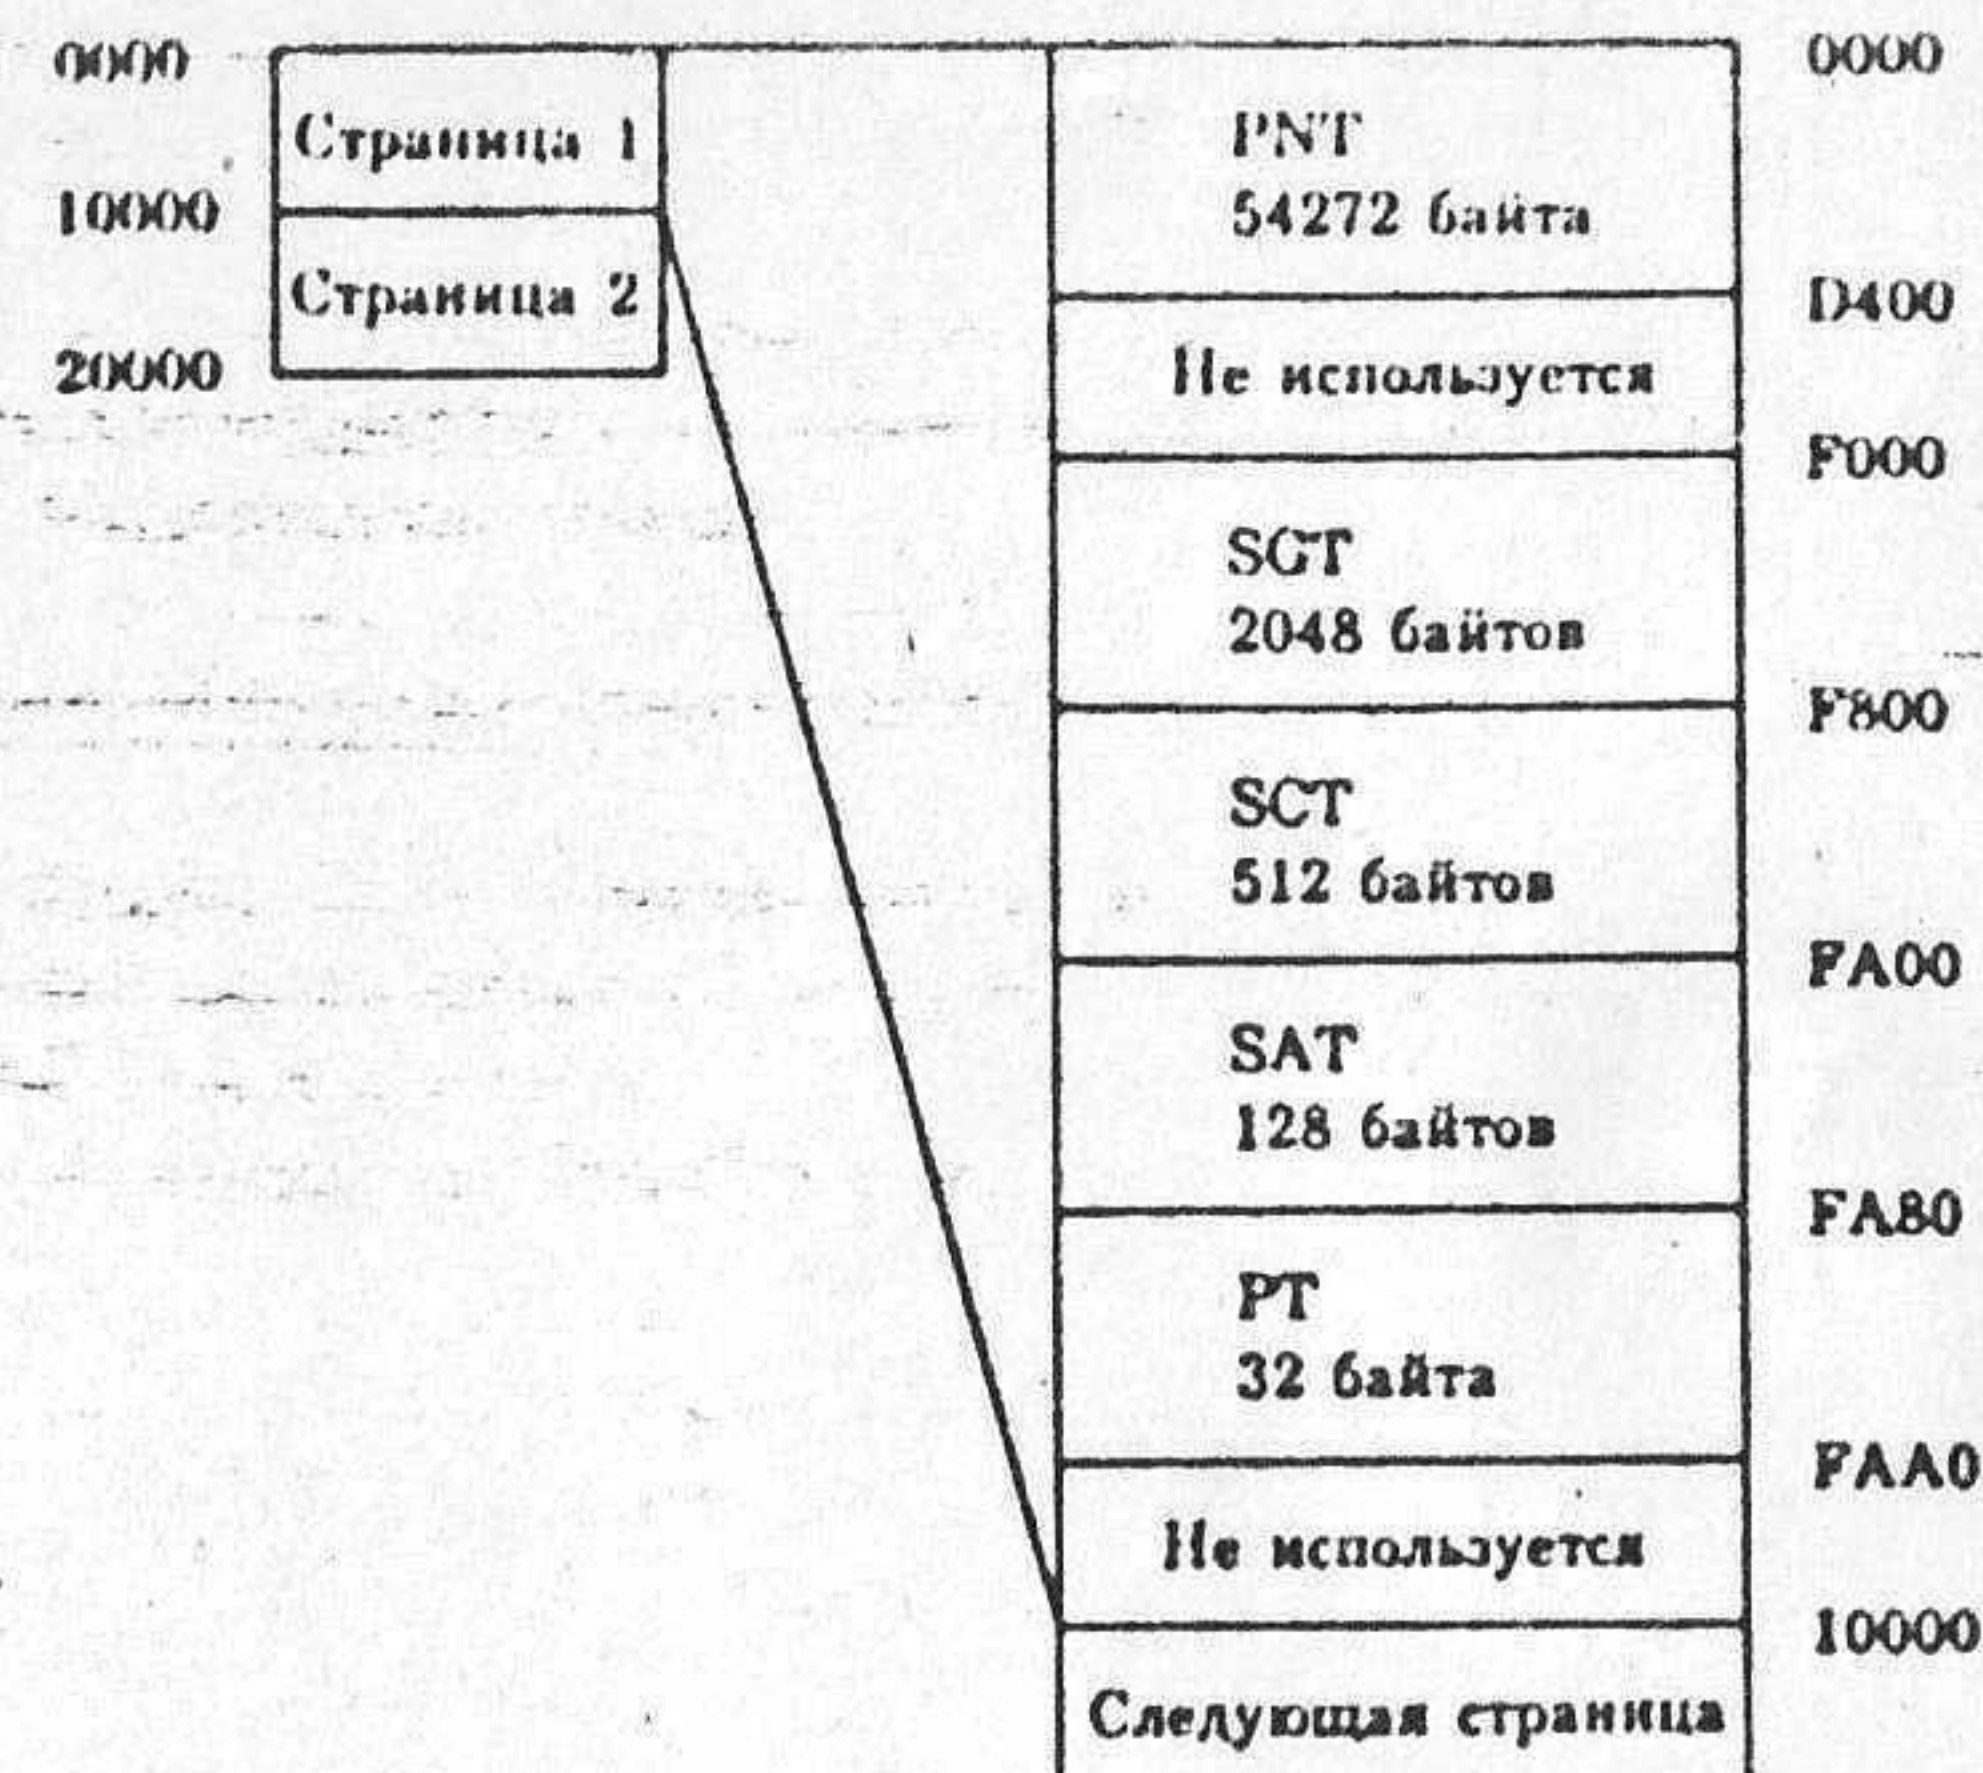 0000
Страница 1
10000
Страница 2
20000
0000
PNT
54272 байта
D400
Не используется
F000
SGT
2048 байтов
F800
SCT
512 байтов
FA00
SAT
128 байтов
FA80
PT
32 байта
FAA0
Не используется
10000
Следующая страница